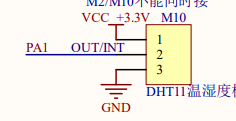 M2/M10不能同时接
VCC +3.3V M10
PA1 OUT/INT
1
2
3
GND
DHT11温湿度模